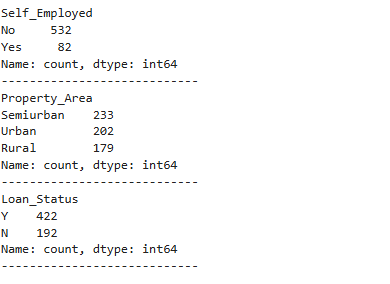 Self_Employed
No     532
Yes     82
Name: count, dtype: int64
---------------------------
Property_Area
Semiurban    233
Urban        202
Rural        179
Name: count, dtype: int64
---------------------------
Loan_Status
Y    422
N    192
Name: count, dtype: int64
---------------------------